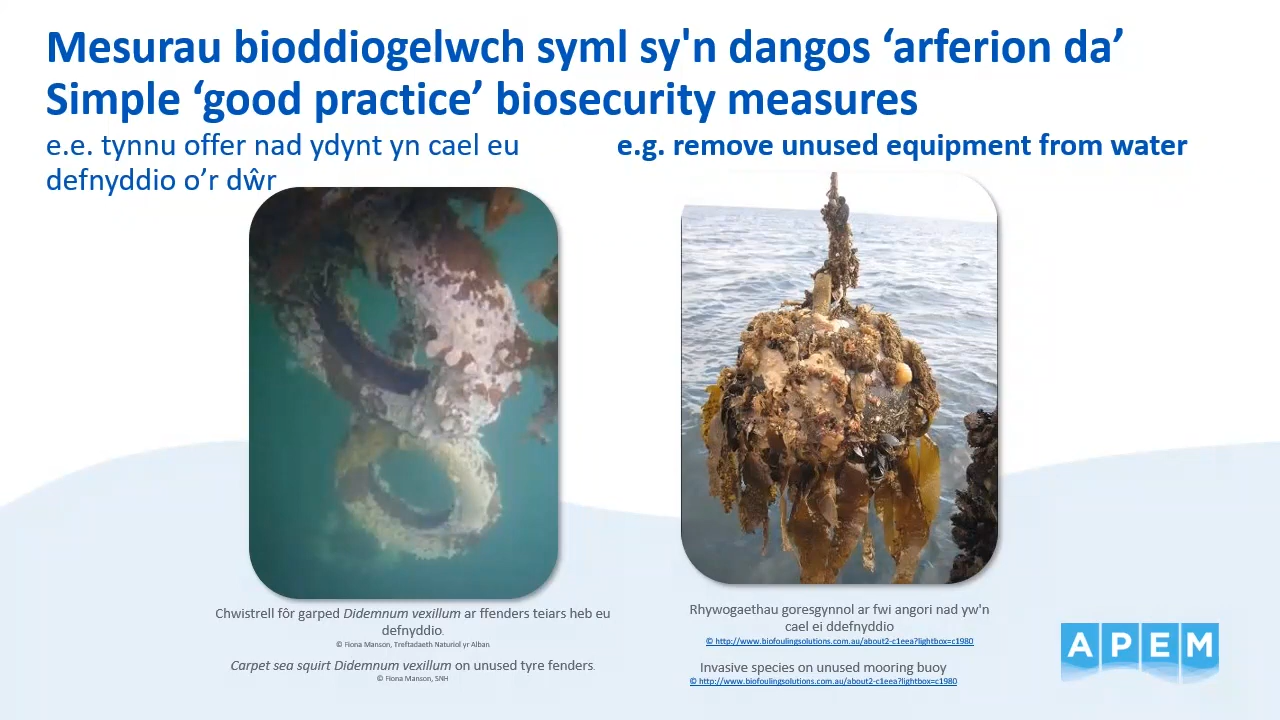 Mesurau bioddiogelwch syml sy'n dangos ‘arferion da’
Simple ‘good practice’ biosecurity measures
e.e. tynnu offer nad ydynt yn cael eu
defnyddio o’r dŵr
e.g. remove unused equipment from water
Chwistrell fôr garped Didemnum vexillum ar ffenders teiars heb eu
defnyddio.
© Fiona Manson, Treftadaeth Naturiol yr Alban
Carpet sea squirt Didemnum vexillum on unused tyre fenders.
© Fiona Manson, SNH
Rhywogaethau goresgynnol ar fwi angori nad yw'n
cael ei ddefnyddio
© http://www.biofoulingsolutions.com.au/about2-c1eea?lightbox=c1980
Invasive species on unused mooring buoy
© http://www.biofoulingsolutions.com.au/about2-c1eea?lightbox=c1980
APEM